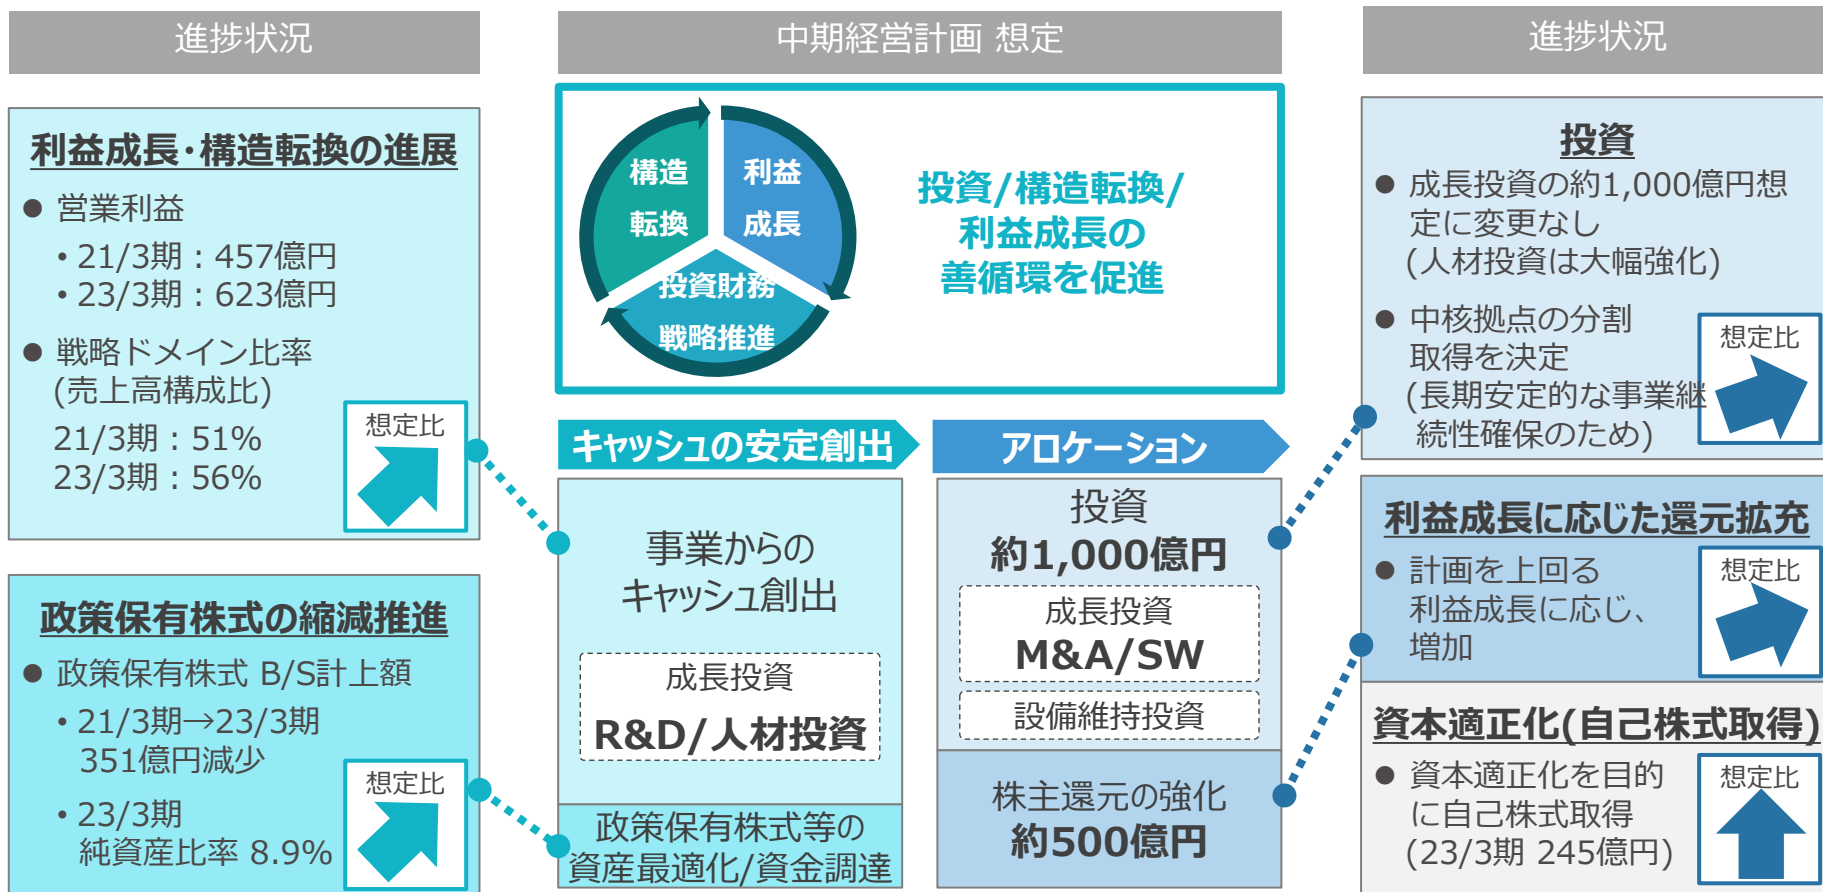 進捗状況
利益成長・構造転換の進展
● 営業利益
・21/3期：457億円
・23/3期：623億円
● 戦略ドメイン比率
(売上高構成比)
21/3期：51%
23/3期：56%
想定比
政策保有株式の縮減推進
● 政策保有株式 B/S計上額
・21/3期→23/3期
351億円減少
・23/3期
純資産比率 8.9%
想定比
中期経営計画 想定
構造
転換
利益
成長
投資財務
戦略推進
投資/構造転換/
利益成長の
善循環を促進
キャッシュの安定創出
事業からの
キャッシュ創出
成長投資
R&D/人材投資
政策保有株式等の
資産最適化/資金調達
アロケーション
投資
約1,000億円
成長投資
M&A/SW
設備維持投資
株主還元の強化
約500億円
進捗状況
投資
● 成長投資の約1,000億円想
定に変更なし
(人材投資は大幅強化)
● 中核拠点の分割
取得を決定
(長期安定的な事業継
続性確保のため)
想定比
利益成長に応じた還元拡充
● 計画を上回る
利益成長に応じ、
増加
想定比
資本適正化(自己株式取得)
● 資本適正化を目的
に自己株式取得
(23/3期 245億円)
想定比